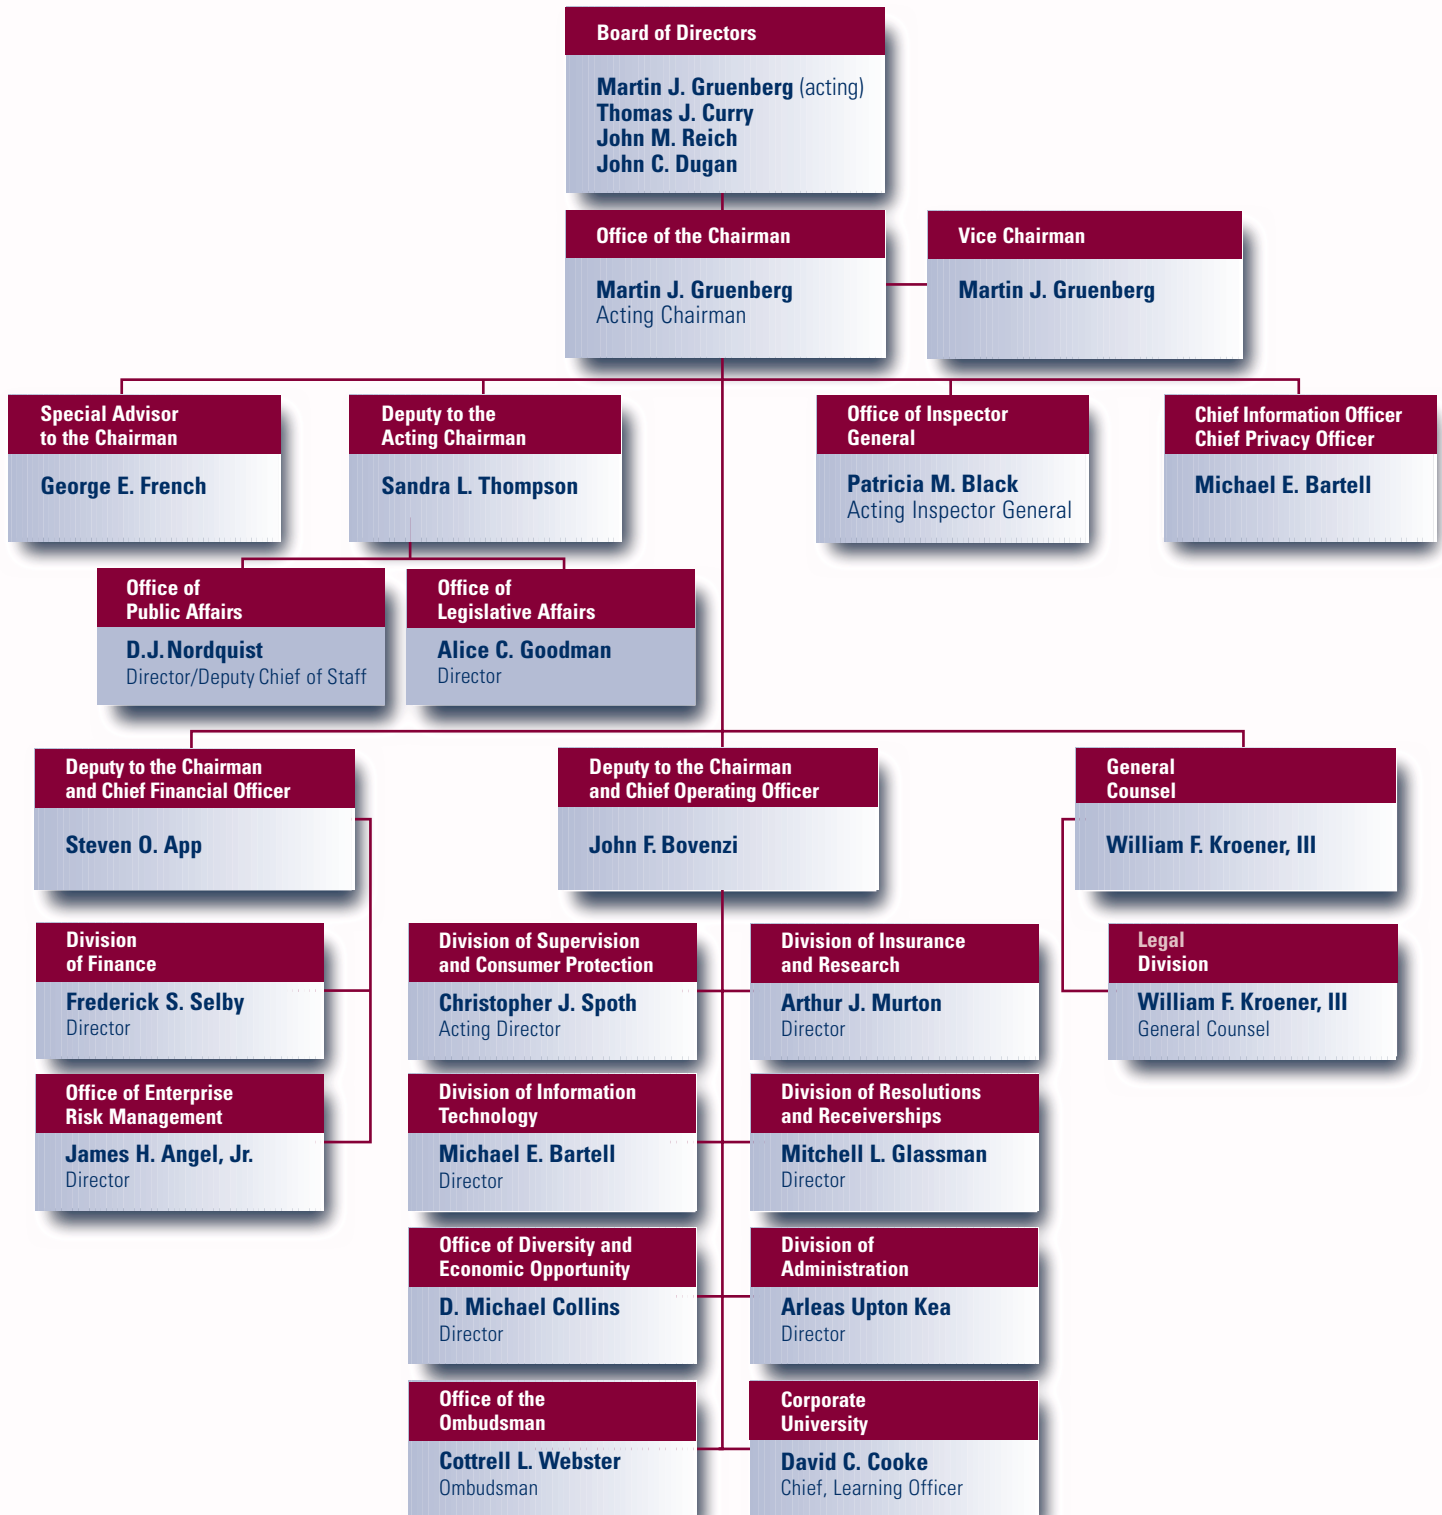 Board of Directors
Martin J. Gruenberg (acting)
Thomas J. Curry
John M. Reich
John C. Dugan
Office of the Chairman
Martin J. Gruenberg
Acting Chairman
Vice Chairman
Martin J. Gruenberg
Special Advisor
to the Chairman
George E. French
Deputy to the
Acting Chairman
Sandra L. Thompson
Office of Inspector
General
Patricia M. Black
Acting Inspector General
Chief Information Officer
Chief Privacy Officer
Michael E. Bartell
Office of
Public Affairs
D.J. Nordquist
Director/Deputy Chief of Staff
Office of
Legislative Affairs
Alice C. Goodman
Director
Deputy to the Chairman
and Chief Financial Officer
Steven O. App
Deputy to the Chairman
and Chief Operating Officer
John F. Bovenzi
General
Counsel
William F. Kroener, III
Division
of Finance
Frederick S. Selby
Director
Division of Supervision
and Consumer Protection
Christopher J. Spoth
Acting Director
Division of Insurance
and Research
Arthur J. Murton
Director
Legal
Division
William F. Kroener, III
General Counsel
Office of Enterprise
Risk Management
James H. Angel, Jr.
Director
Division of Information
Technology
Michael E. Bartell
Director
Division of Resolutions
and Receiverships
Mitchell L. Glassman
Director
Office of Diversity and
Economic Opportunity
D. Michael Collins
Director
Division of
Administration
Arleas Upton Kea
Director
Office of the
Ombudsman
Cottrell L. Webster
Ombudsman
Corporate
University
David C. Cooke
Chief, Learning Officer